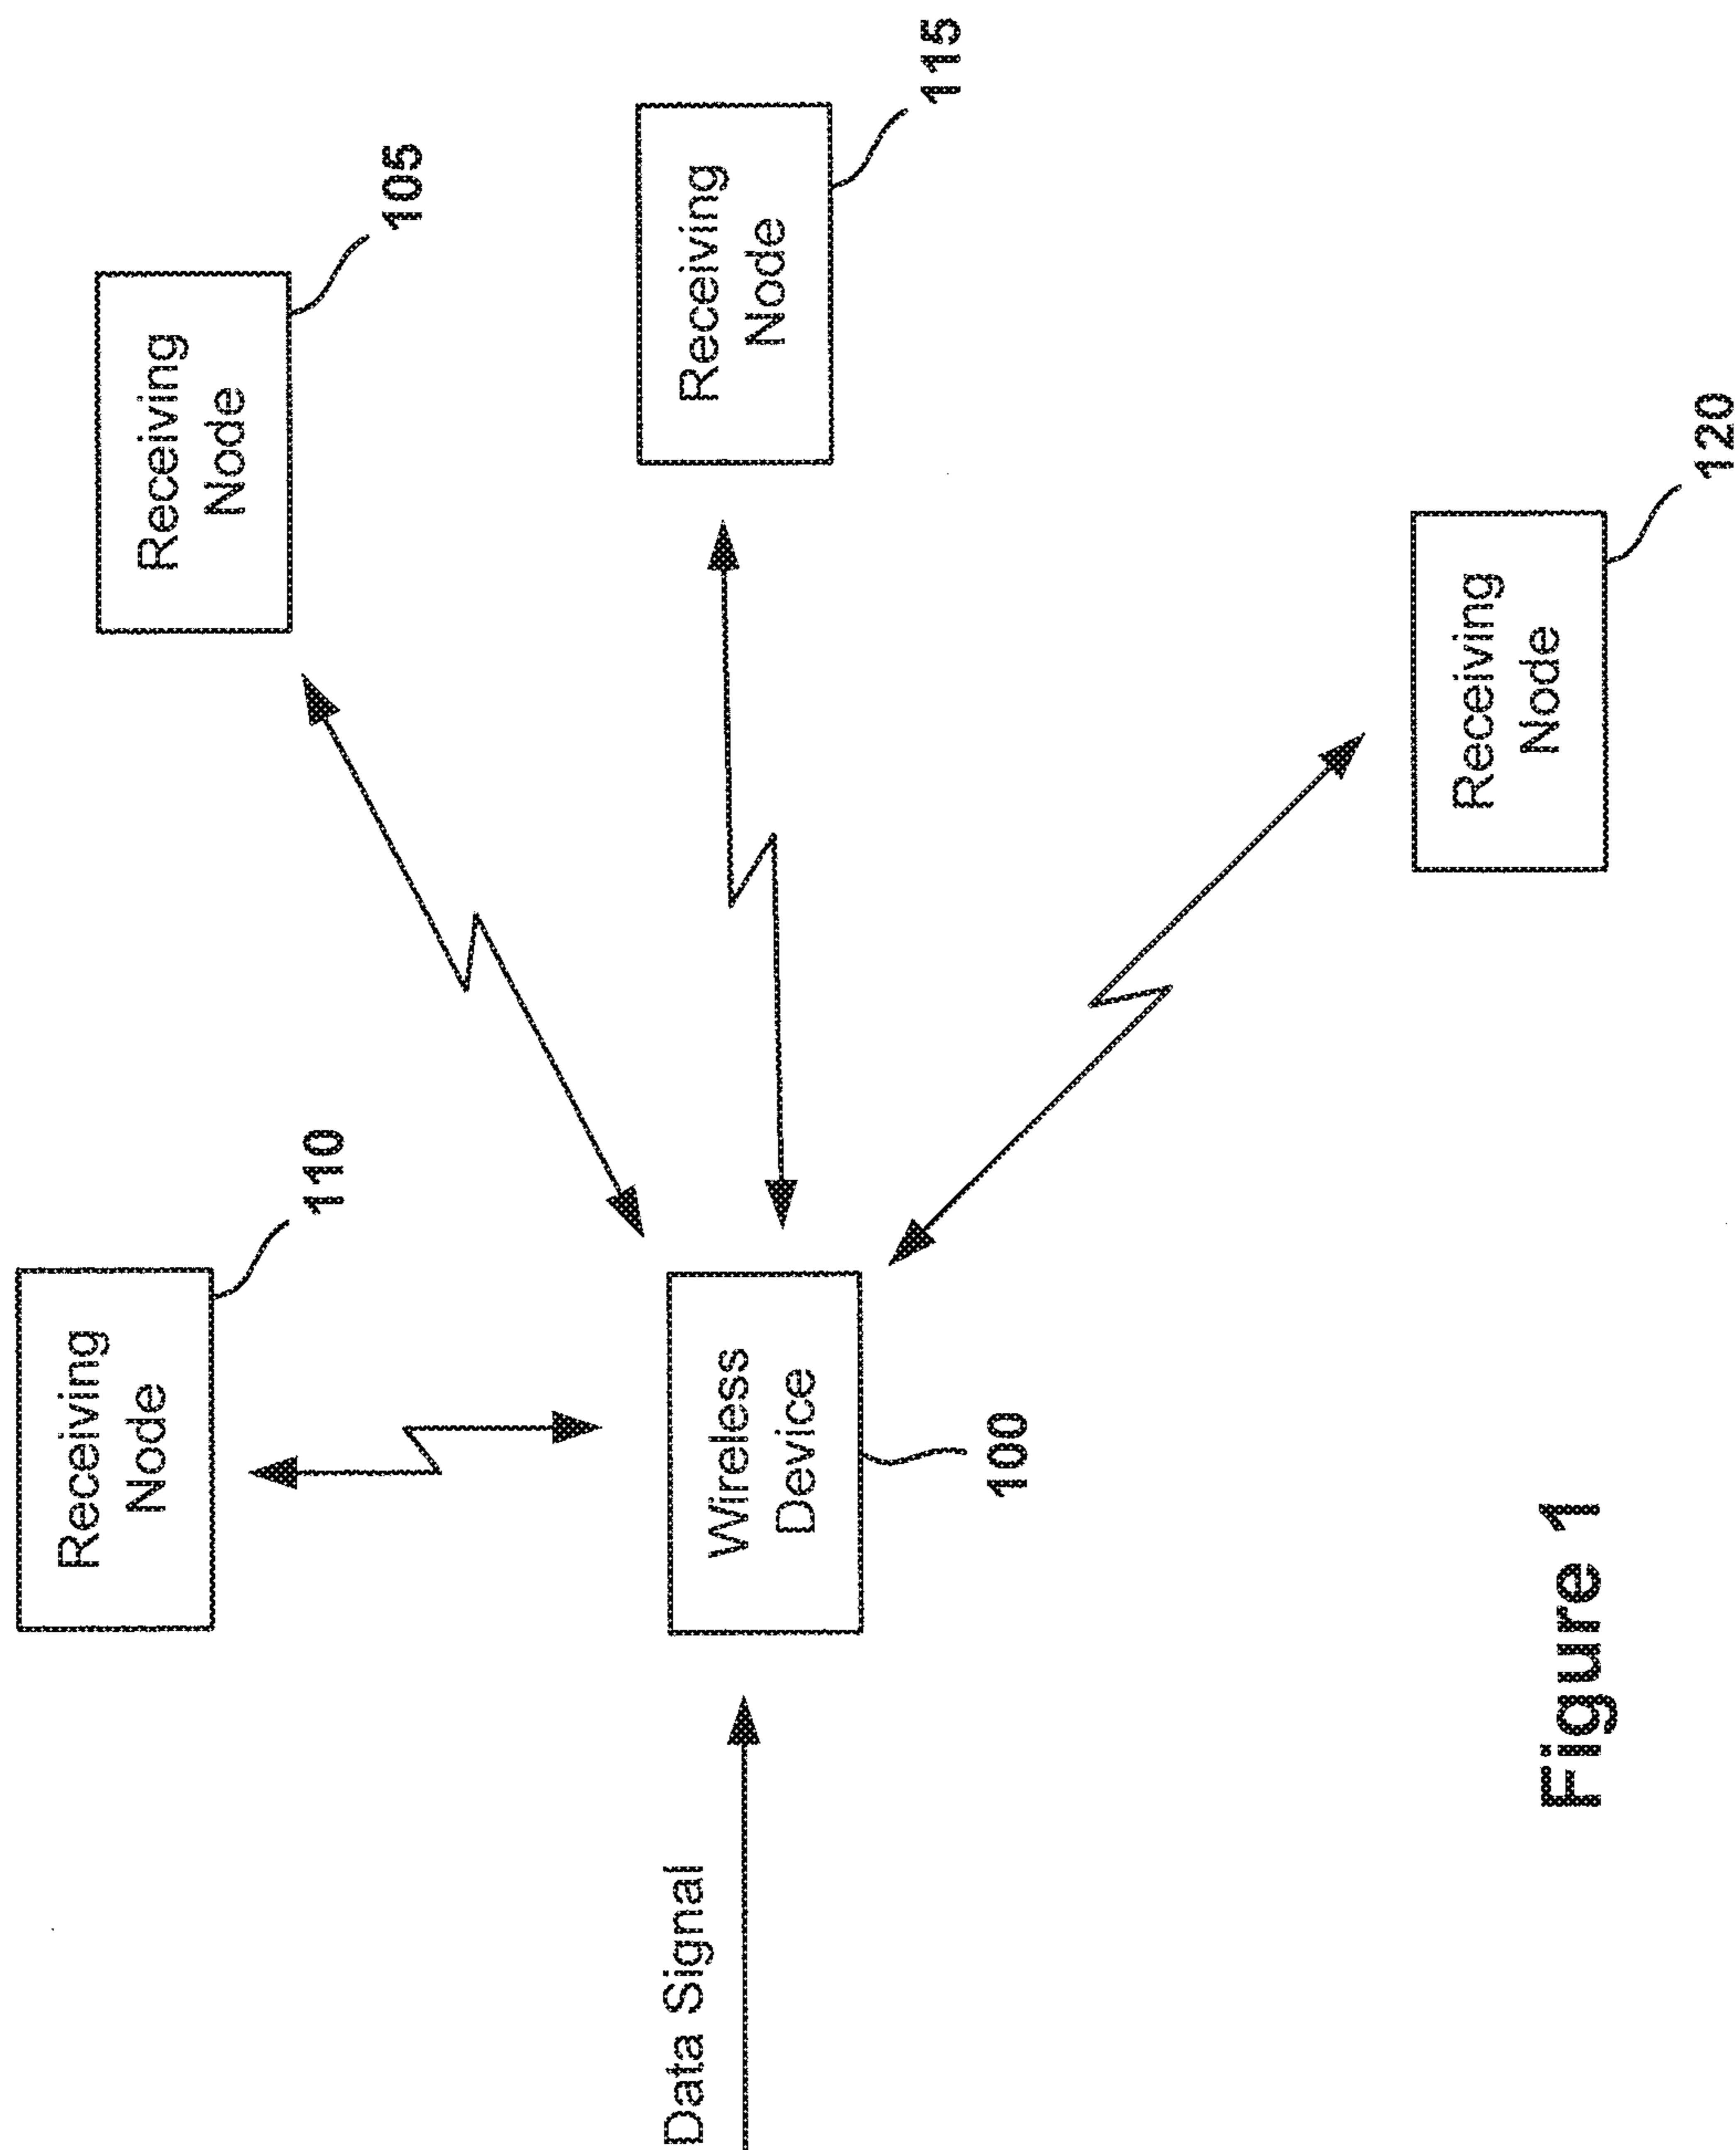 Receiving
Node
110
Receiving
Node
105
Data Signal
Wireless
Device
100
Receiving
Node
115
Receiving
Node
120
Figure 1